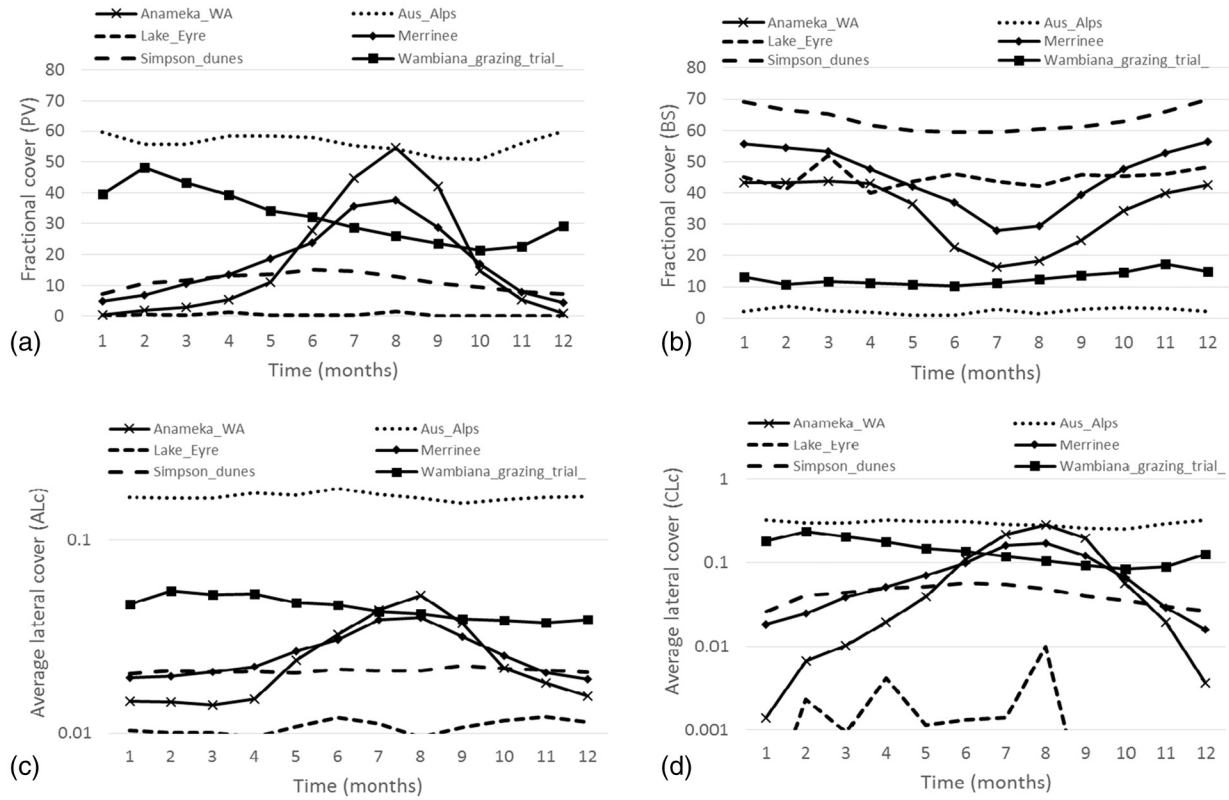 Anameka_WA
Aus_Alps
Lake_Eyre
Merrinee
Simpson_dunes
Wambiana_grazing_trial_
Fractional cover (PV)
80
70
60
50
40
30
20
10
0
1 2 3 4 5 6 7 8 9 10 11 12
Time (months)
(a)
Anameka_WA
Aus_Alps
Lake_Eyre
Merrinee
Simpson_dunes
Wambiana_grazing_trial_
Fractional cover (BS)
80
70
60
50
40
30
20
10
0
1 2 3 4 5 6 7 8 9 10 11 12
Time (months)
(b)
Anameka_WA
Aus_Alps
Lake_Eyre
Merrinee
Simpson_dunes
Wambiana_grazing_trial_
Average lateral cover (ALc)
0.1
0.01
1 2 3 4 5 6 7 8 9 10 11 12
Time (months)
(c)
Anameka_WA
Aus_Alps
Lake_Eyre
Merrinee
Simpson_dunes
Wambiana_grazing_trial_
Average lateral cover (CLc)
1
0.1
0.01
0.001
1 2 3 4 5 6 7 8 9 10 11 12
Time (months)
(d)